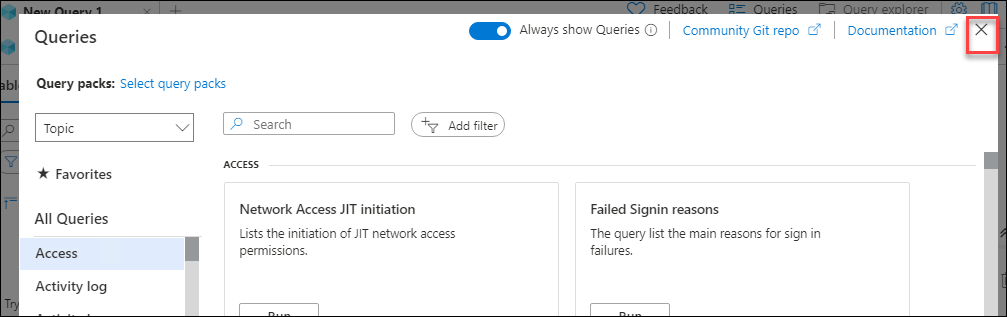 New Query 1
Feedback
Queries
Query explorer
Queries
Always show Queries
Community Git repo
Documentation
Query packs: Select query packs
Topic
Search
Add filter
★ Favorites
ACCESS
All Queries
Network Access JIT initiation
Lists the initiation of JIT network access
permissions.
Failed Signin reasons
The query list the main reasons for sign in
failures.
Access
Activity log
Run
Run
Try